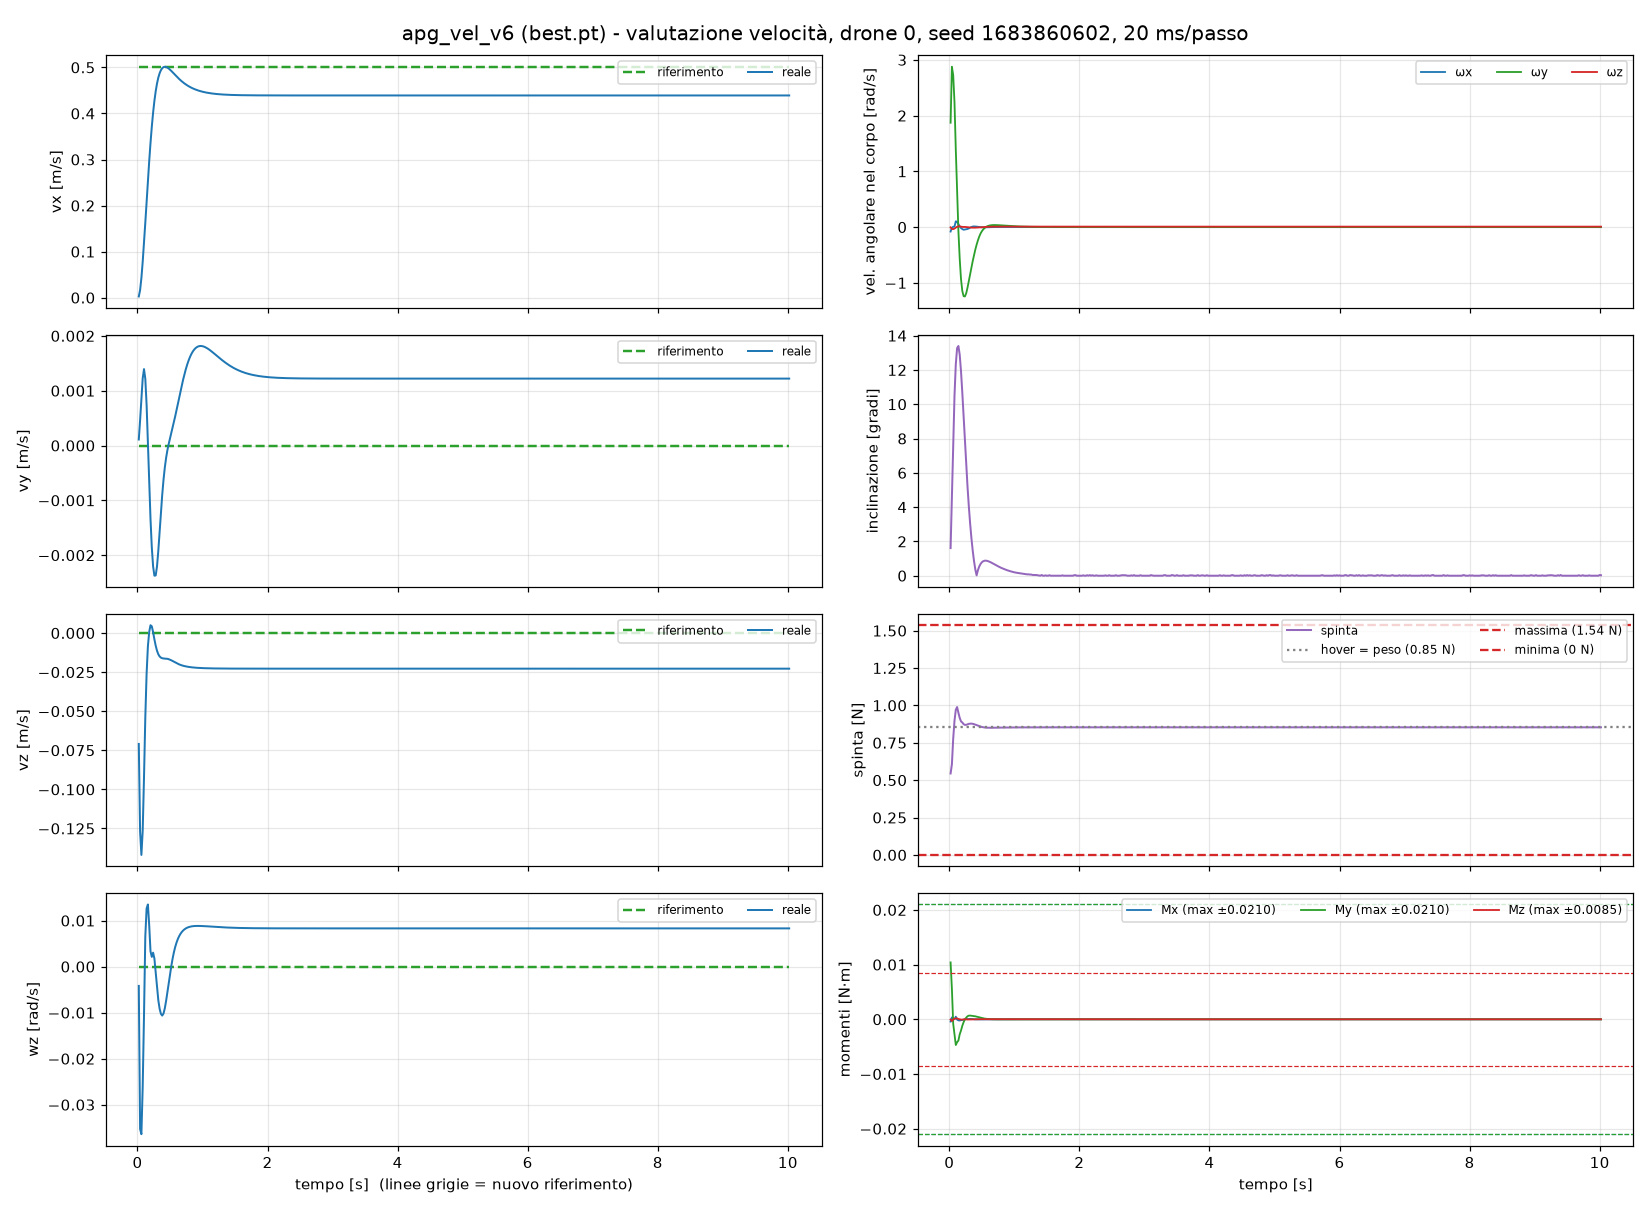 apg_vel_v6 (best.pt) - valutazione velocità, drone 0, seed 1683860602, 20 ms/passo
vx [m/s]
0.5
0.4
0.3
0.2
0.1
0.0
riferimento
reale
vel. angolare nel corpo [rad/s]
3
2
1
0
−1
ωx
ωy
ωz
vy [m/s]
0.002
0.001
0.000
−0.001
−0.002
riferimento
reale
inclinazione [gradi]
14
12
10
8
6
4
2
0
vz [m/s]
0.000
−0.025
−0.050
−0.075
−0.100
−0.125
riferimento
reale
spinta [N]
1.50
1.25
1.00
0.75
0.50
0.25
0.00
spinta
hover = peso (0.85 N)
massima (1.54 N)
minima (0 N)
wz [rad/s]
0.01
0.00
−0.01
−0.02
−0.03
riferimento
reale
0
2
4
6
8
10
tempo [s]  (linee grigie = nuovo riferimento)
momenti [N·m]
0.02
0.01
0.00
−0.01
−0.02
Mx (max ±0.0210)
My (max ±0.0210)
Mz (max ±0.0085)
0
2
4
6
8
10
tempo [s]